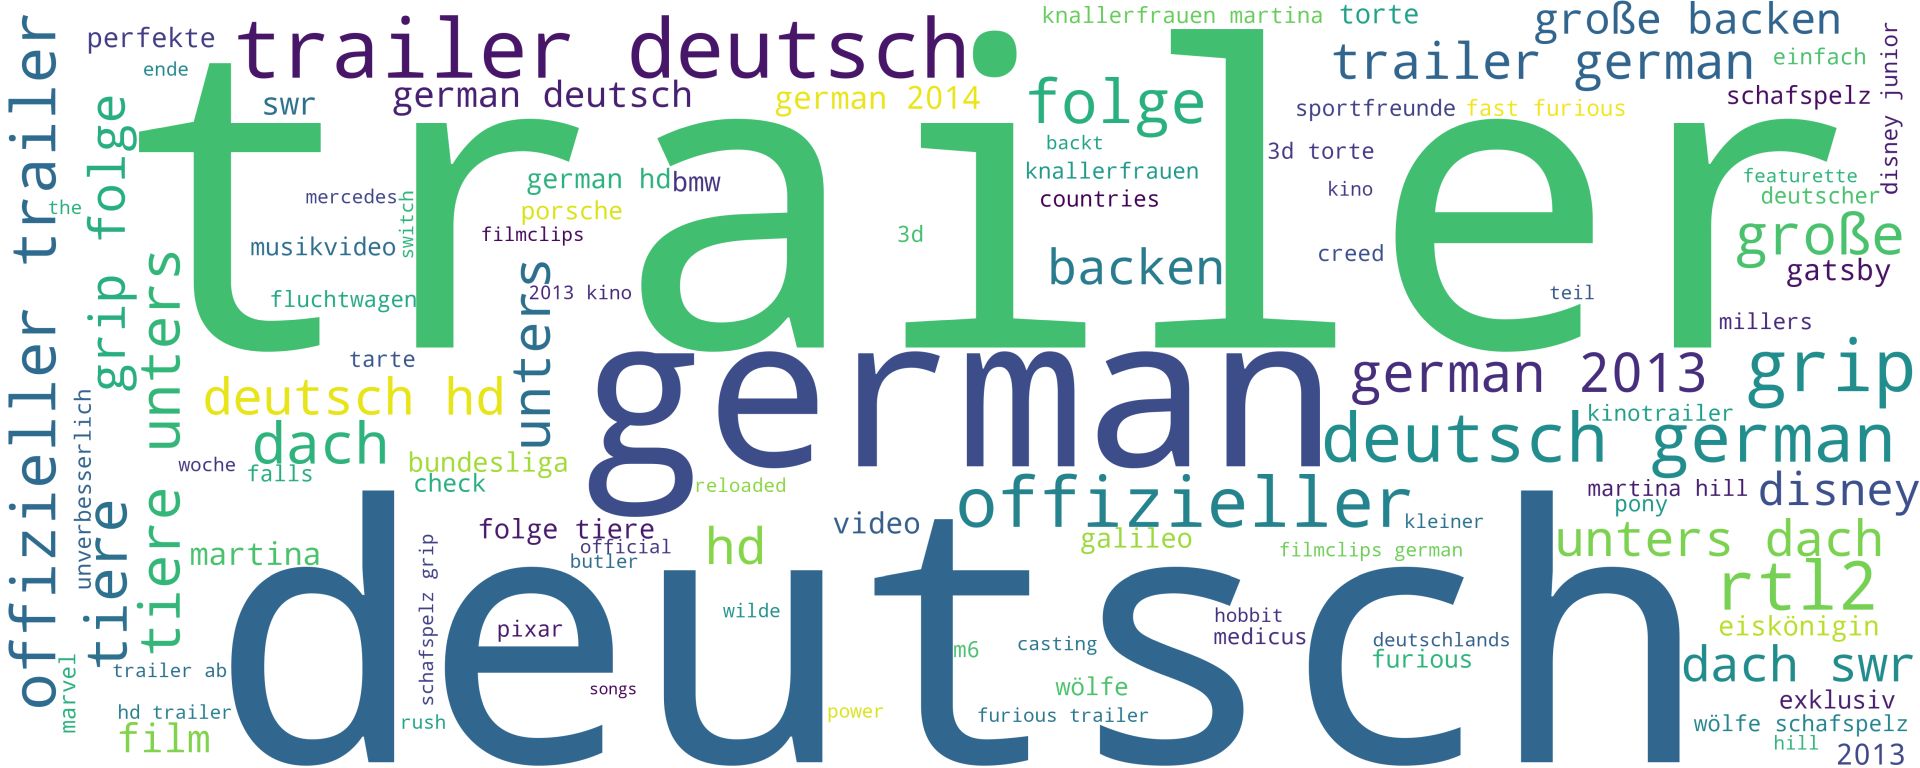 offizieller trailer
perfekte
ende
trailer deutsch
knallerfrauen martina
torte
große backen
trailer german
einfach
disney junior
swr
german deutsch
german 2014
folge
sportfreunde
fast furious
schafspelz
grip folge
the
trailer
backt
3d torte
knallerfrauen
countries
kino
featurette
deutscher
mercedes
switch
german hd
bmw
porsche
filmclips
3d
musikvideo
große
gatsby
creed
backen
tiere unters
unters
2013 kino
fluchtwagen
teil
millers
tarte
german
german 2013
grip
deutsch hd
unverbesserlich
kinotrailer
dach
deutsch german
woche
falls
bundesliga
check
reloaded
martina hill
disney
pony
tiere
offizieller
kleiner
folge tiere
official
butler
hd
video
galileo
filmclips german
unters dach
martina
deutsch
rtl2
schafspelz grip
pixar
wilde
hobbit
medicus
deutschlands
eiskönigin
m6
casting
furious
dach swr
trailer ab
marvel
songs
wölfe
exklusiv
hd trailer
rush
power
furious trailer
wölfe schafspelz
film
hill
2013